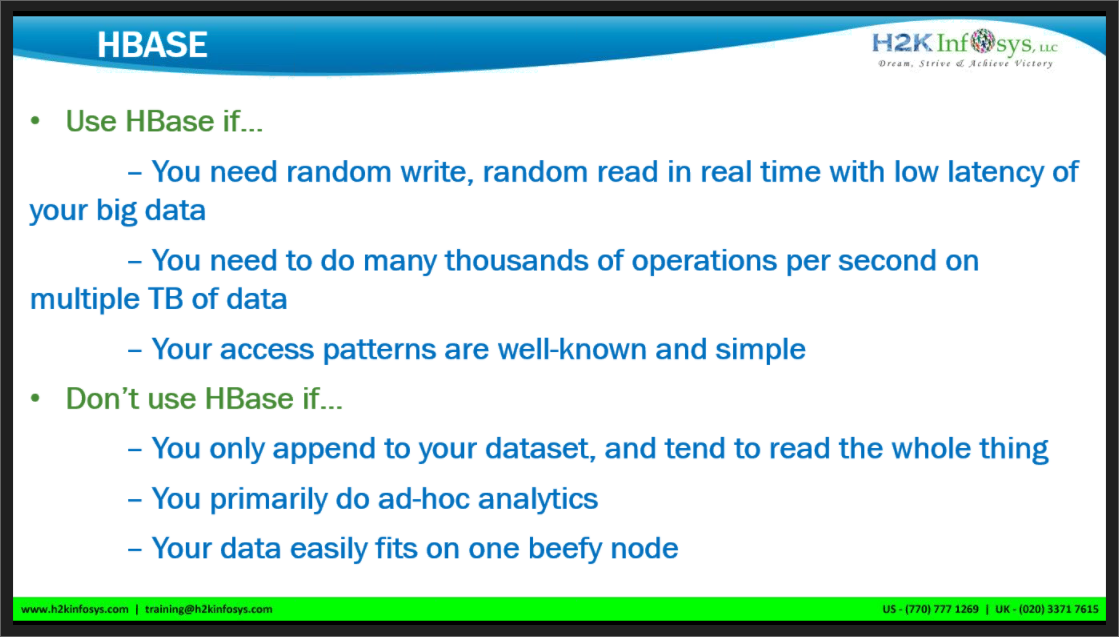 HBASE
H2K Infosys, LLC
Dream, Strive & Achieve Victory
• Use HBase if...
– You need random write, random read in real time with low latency of
your big data
– You need to do many thousands of operations per second on
multiple TB of data
– Your access patterns are well-known and simple
• Don’t use HBase if...
– You only append to your dataset, and tend to read the whole thing
– You primarily do ad-hoc analytics
– Your data easily fits on one beefy node
www.h2kinfosys.com | training@h2kinfosys.com
US - (770) 777 1269 | UK - (020) 3371 7615